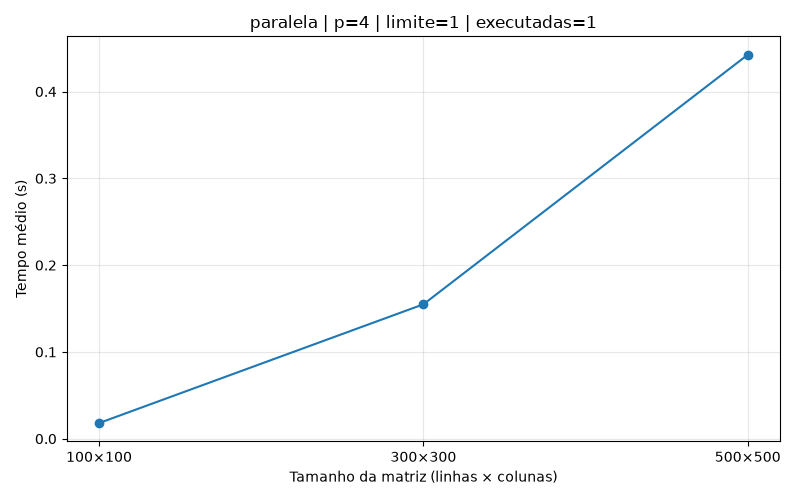 paralela | p=4 | limite=1 | executadas=1
Tempo médio (s)
0.4
0.3
0.2
0.1
0.0
100×100
300×300
500×500
Tamanho da matriz (linhas × colunas)